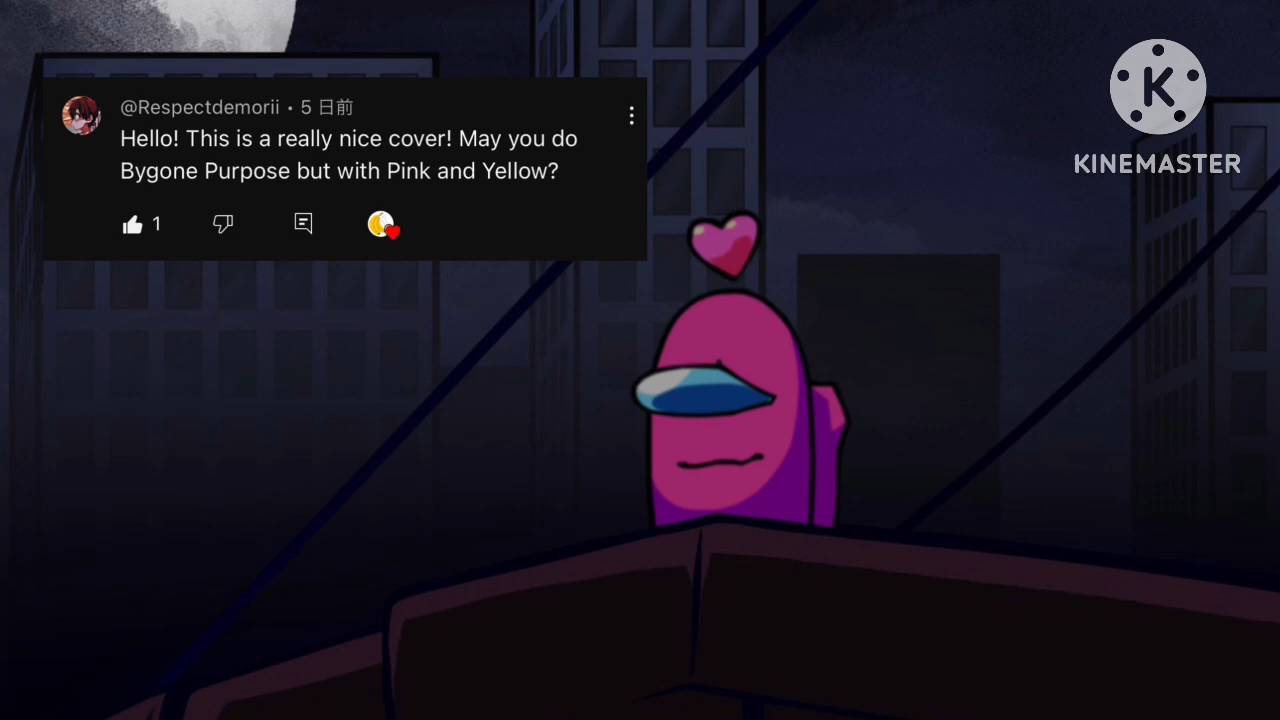 @Respectdemorii • 5 日前
Hello! This is a really nice cover! May you do
Bygone Purpose but with Pink and Yellow?
1
K
KINEMASTER